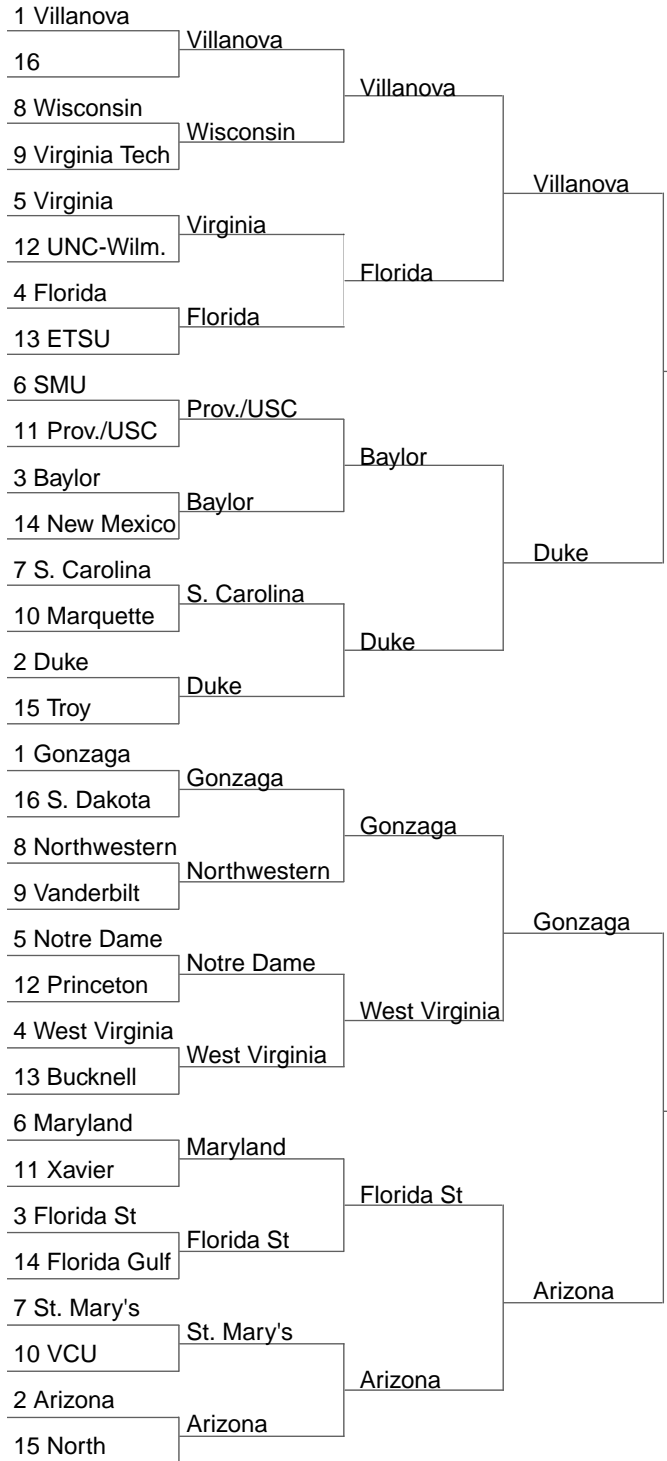 1 Villanova
16
8 Wisconsin
9 Virginia Tech
5 Virginia
12 UNC-Wilm.
4 Florida
13 ETSU
6 SMU
11 Prov./USC
3 Baylor
14 New Mexico
7 S. Carolina
10 Marquette
2 Duke
15 Troy
1 Gonzaga
16 S. Dakota
8 Northwestern
9 Vanderbilt
5 Notre Dame
12 Princeton
4 West Virginia
13 Bucknell
6 Maryland
11 Xavier
3 Florida St
14 Florida Gulf
7 St. Mary's
10 VCU
2 Arizona
15 North
Villanova
Wisconsin
Virginia
Florida
Prov./USC
Baylor
S. Carolina
Duke
Gonzaga
Northwestern
Notre Dame
West Virginia
Maryland
Florida St
St. Mary's
Arizona
Villanova
Florida
Baylor
Duke
Gonzaga
West Virginia
Florida St
Arizona
Villanova
Duke
Gonzaga
Arizona